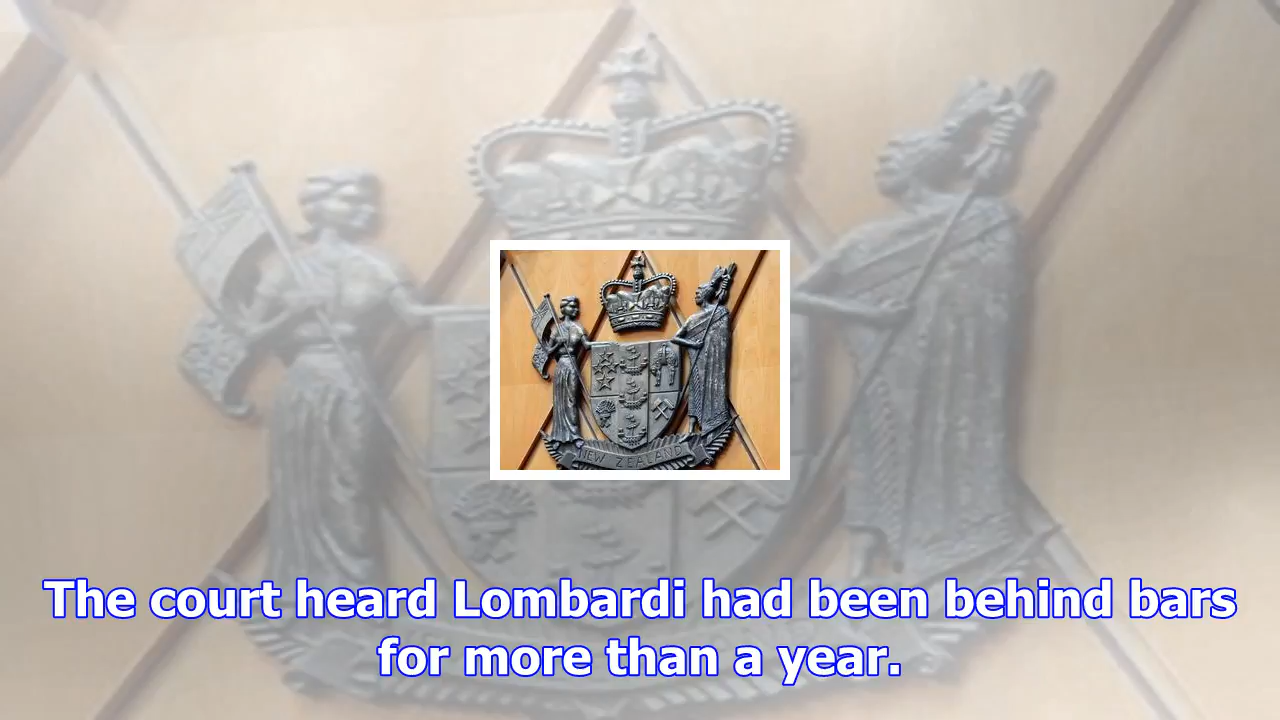 NEW ZEALAND
The court heard Lombardi had been behind bars
for more than a year.